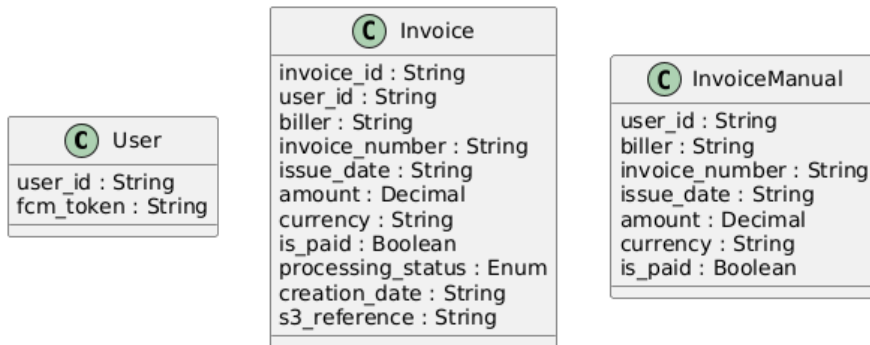 C User
user_id : String
fcm_token : String
C Invoice
invoice_id : String
user_id : String
biller : String
invoice_number : String
issue_date : String
amount : Decimal
currency : String
is_paid : Boolean
processing_status : Enum
creation_date : String
s3_reference : String
C InvoiceManual
user_id : String
biller : String
invoice_number : String
issue_date : String
amount : Decimal
currency : String
is_paid : Boolean